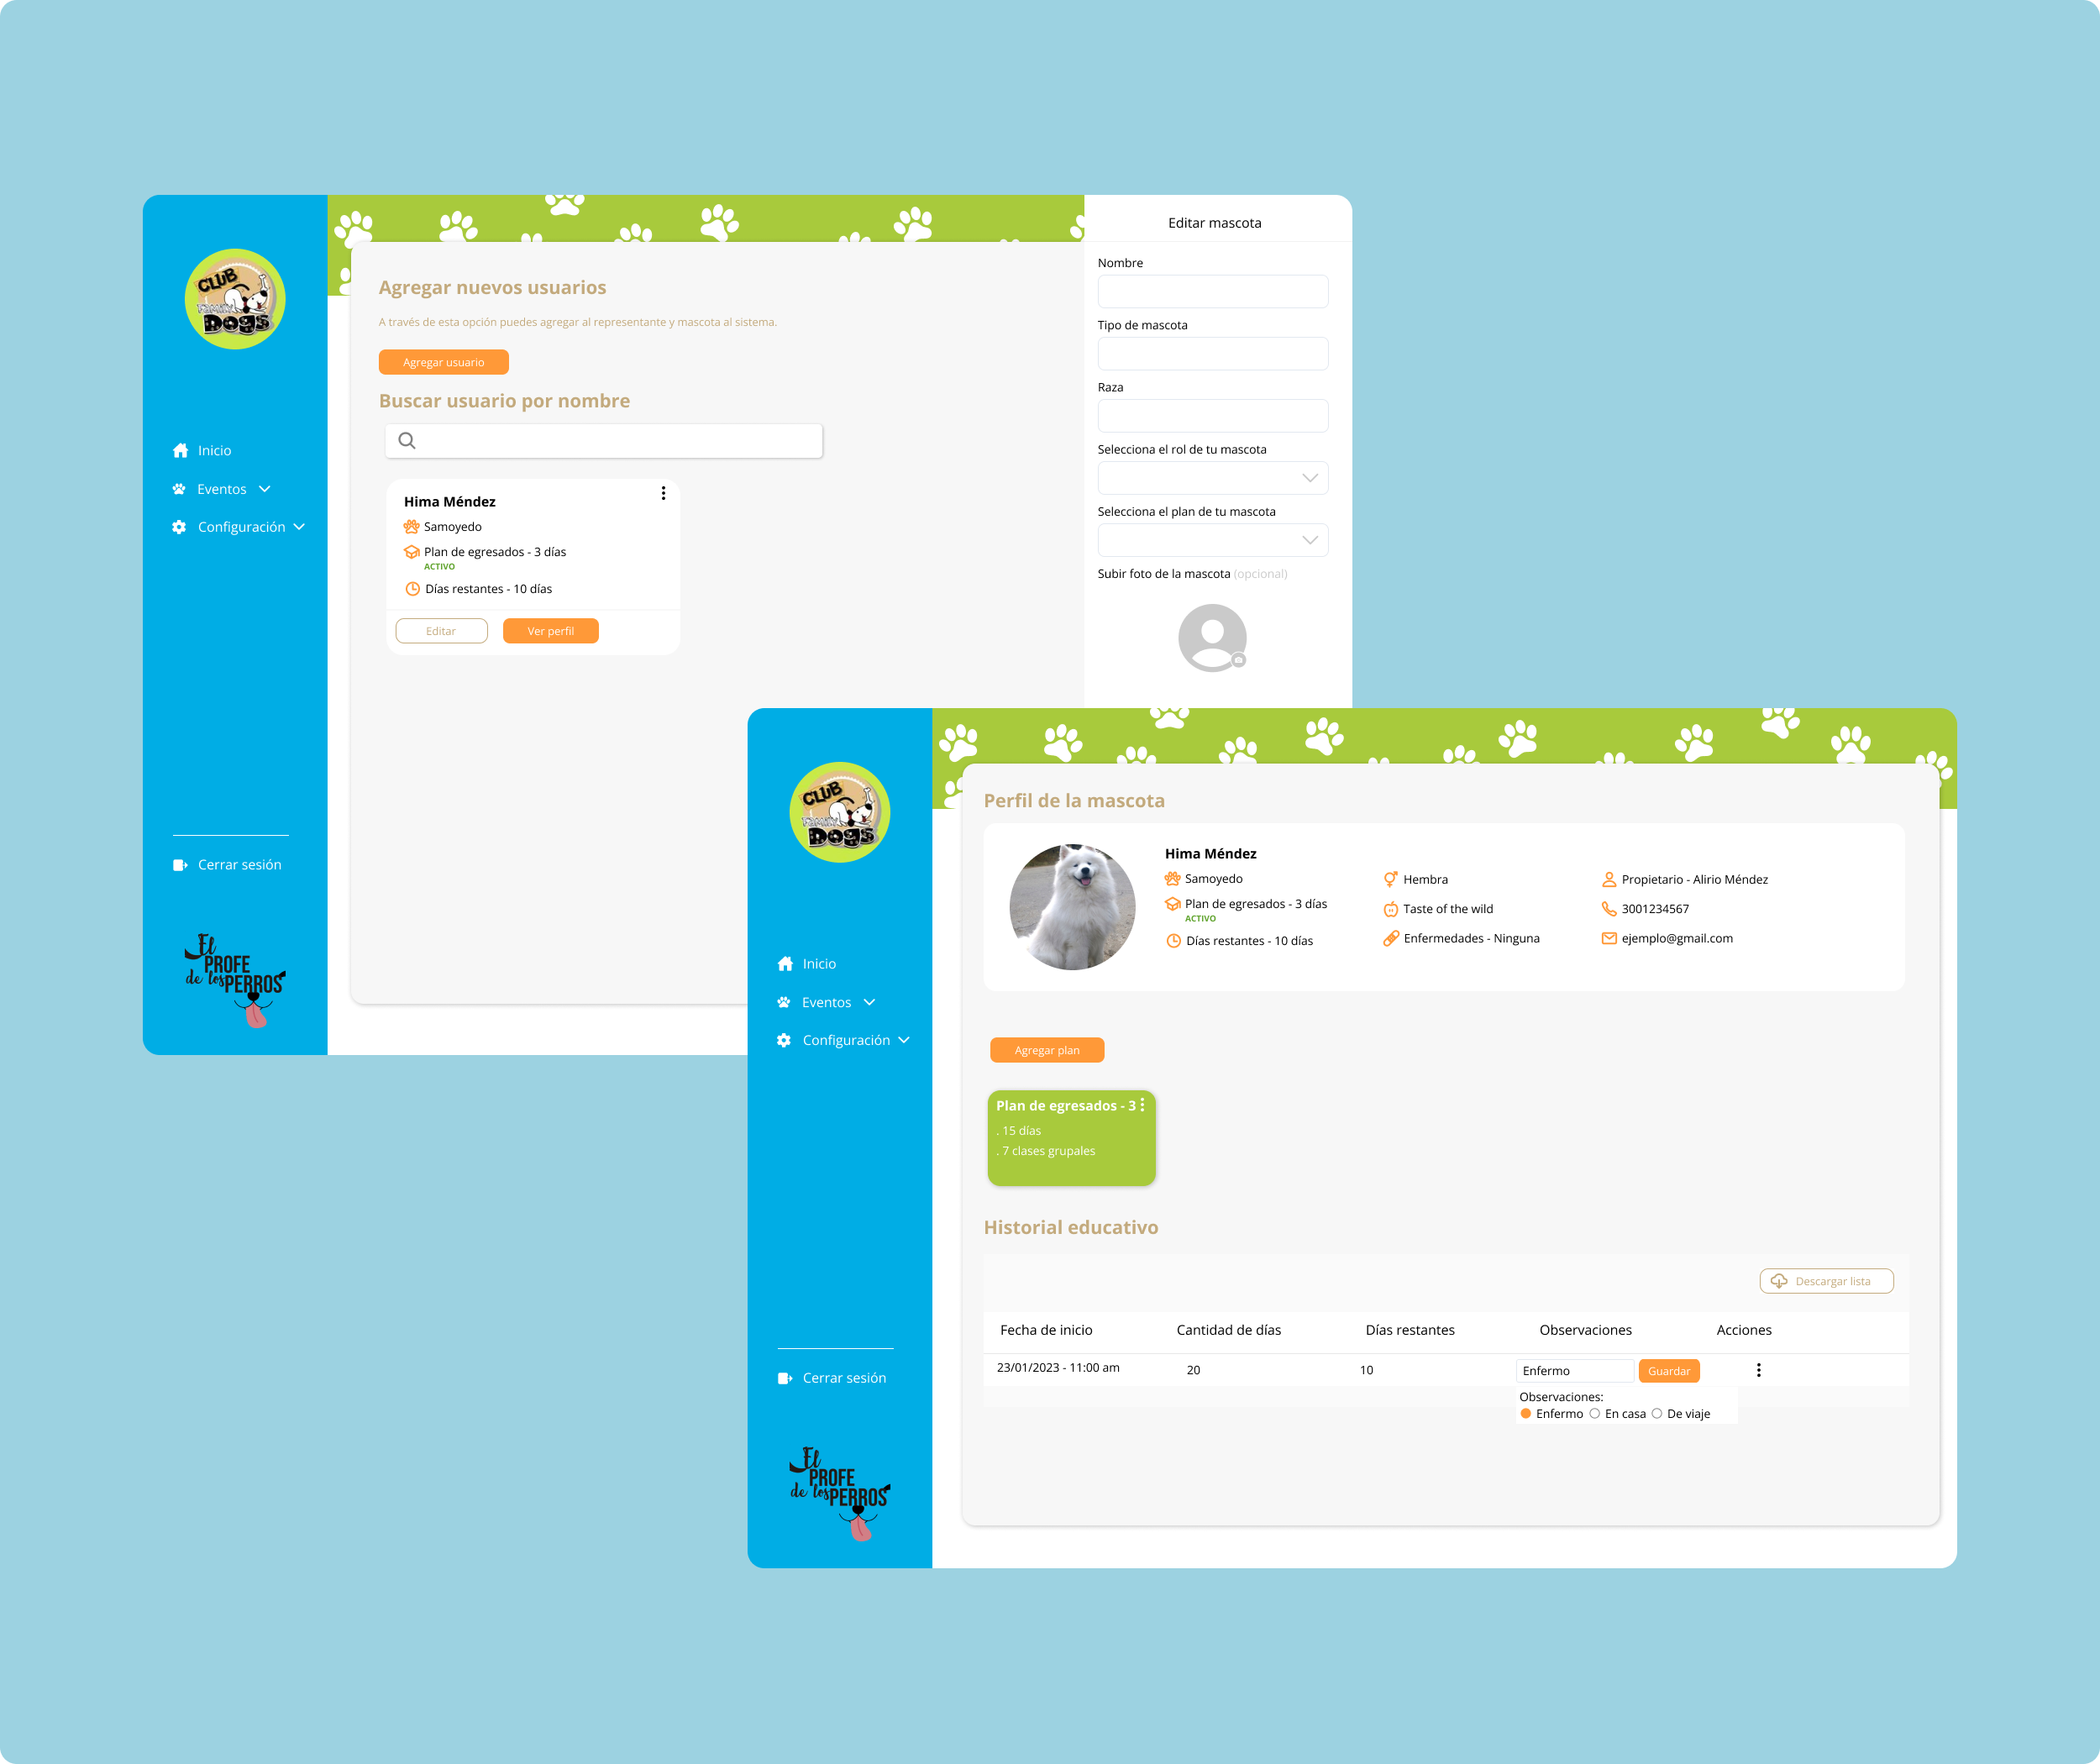 CLUB
FAMILY
Dogs
Inicio
Eventos
Configuración
Cerrar sesión
El
PROFE
de los PERROS
Agregar nuevos usuarios
A través de esta opción puedes agregar al representante y mascota al sistema.
Agregar usuario
Buscar usuario por nombre
Hima Méndez
Samoyedo
Plan de egresados - 3 días
ACTIVO
Días restantes - 10 días
Editar
Ver perfil
Editar mascota
Nombre
Tipo de mascota
Raza
Selecciona el rol de tu mascota
Selecciona el plan de tu mascota
Subir foto de la mascota (opcional)
CLUB
FAMILY
Dogs
Inicio
Eventos
Configuración
Cerrar sesión
El
PROFE
de los PERROS
Perfil de la mascota
Hima Méndez
Samoyedo
Plan de egresados - 3 días
ACTIVO
Días restantes - 10 días
Hembra
Taste of the wild
Enfermedades - Ninguna
Propietario - Alirio Méndez
3001234567
ejemplo@gmail.com
Agregar plan
Plan de egresados - 3
. 15 días
. 7 clases grupales
Historial educativo
Descargar lista
Fecha de inicio Cantidad de días Días restantes Observaciones Acciones
23/01/2023 - 11:00 am 20 10 Enfermo Guardar
Observaciones:
Enfermo En casa De viaje